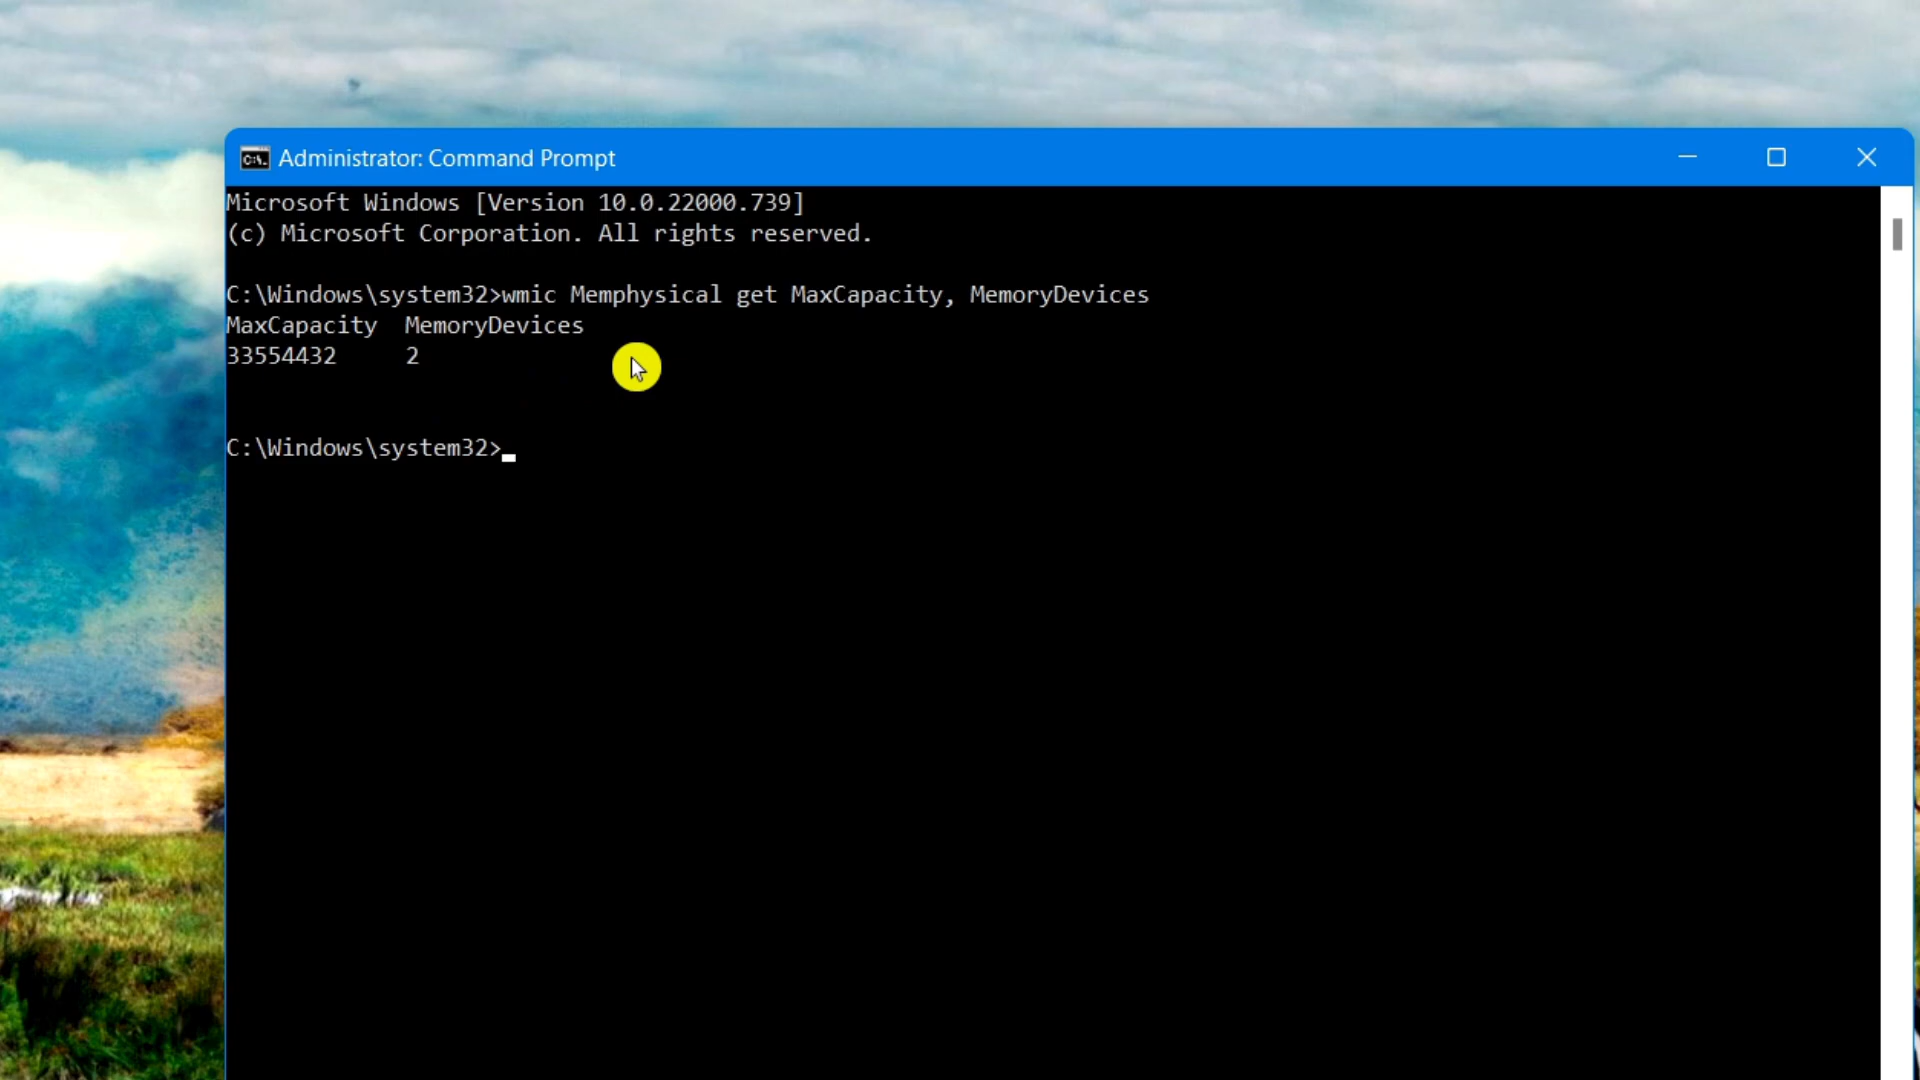 Administrator: Command Prompt
Microsoft Windows [Version 10.0.22000.739]
(c) Microsoft Corporation. All rights reserved.
C:\Windows\system32>wmic Memphysical get MaxCapacity, MemoryDevices
MaxCapacity  MemoryDevices
33554432     2
C:\Windows\system32>